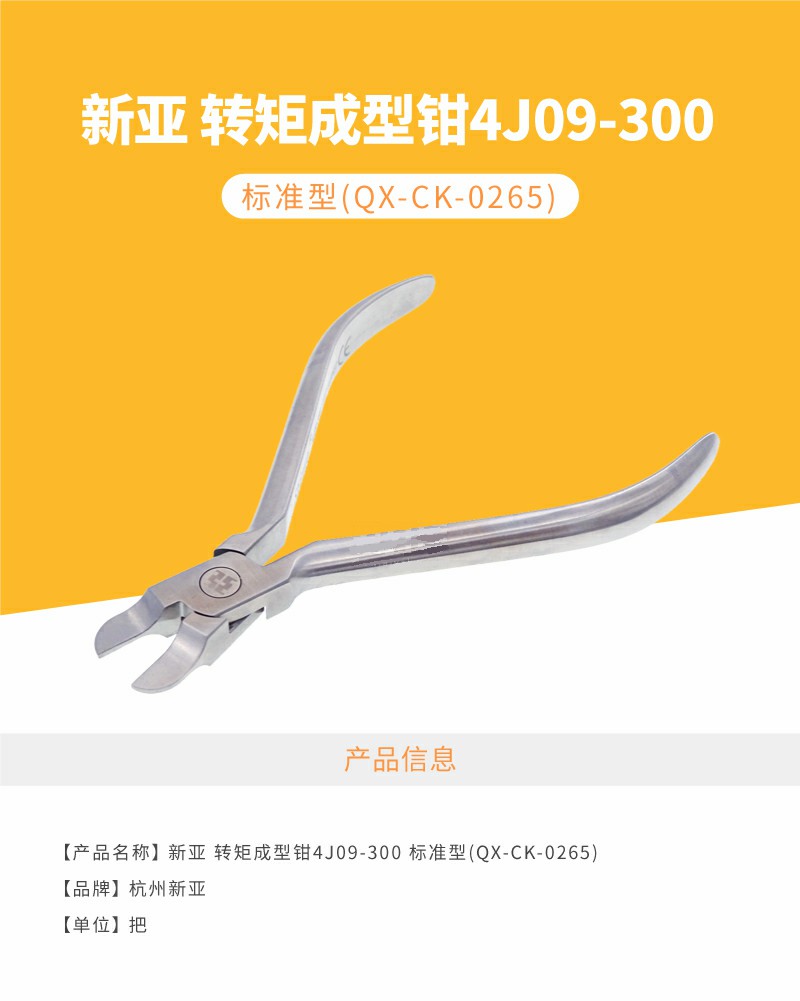 新亚 转矩成型钳4J09-300
标准型(QX-CK-0265)
CE
产品信息
【产品名称】新亚 转矩成型钳4J09-300 标准型(QX-CK-0265)
【品牌】杭州新亚
【单位】把